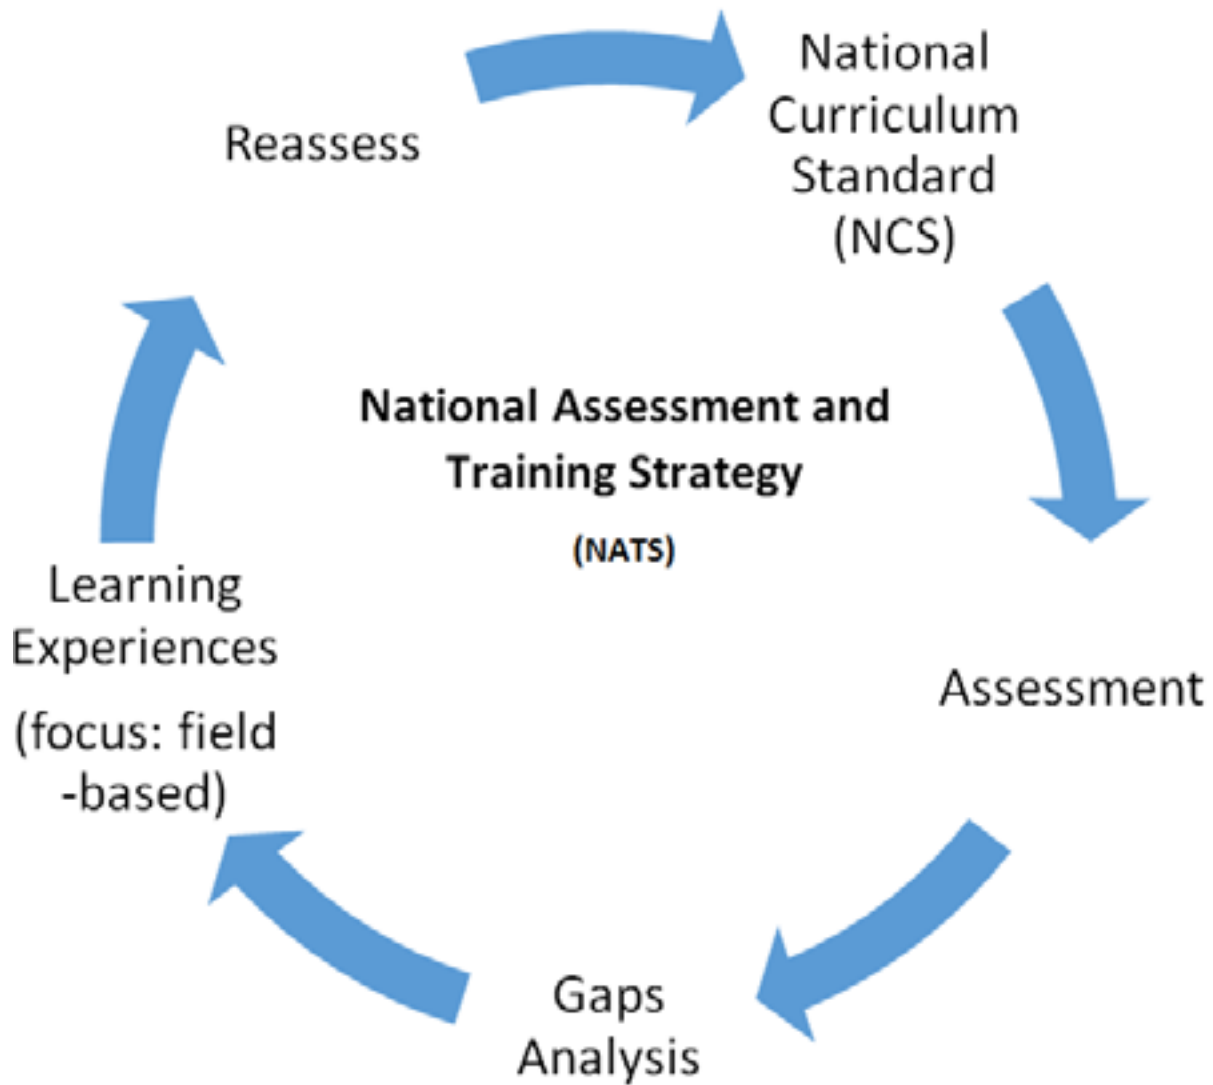 National
Curriculum
Standard
(NCS)
Reassess
National Assessment and
Training Strategy
(NATS)
Learning
Experiences
(focus: field
-based)
Assessment
Gaps
Analysis